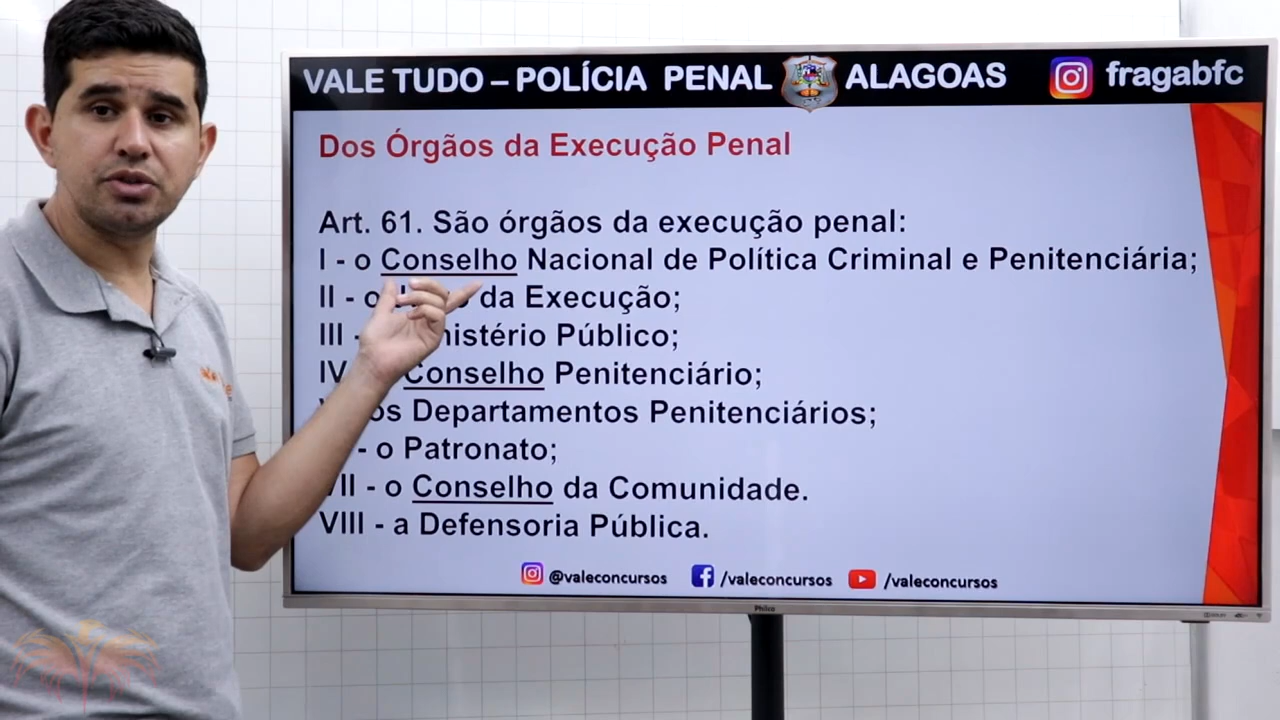 VALE TUDO – POLÍCIA PENAL ALAGOAS fragabfc
Dos Órgãos da Execução Penal
Art. 61. São órgãos da execução penal:
I - o Conselho Nacional de Política Criminal e Penitenciária;
II - o da Execução;
III - nistério Público;
IV Conselho Penitenciário;
os Departamentos Penitenciários;
- o Patronato;
VII - o Conselho da Comunidade.
VIII - a Defensoria Pública.
@valeconcursos /valeconcursos /valeconcursos
Philco